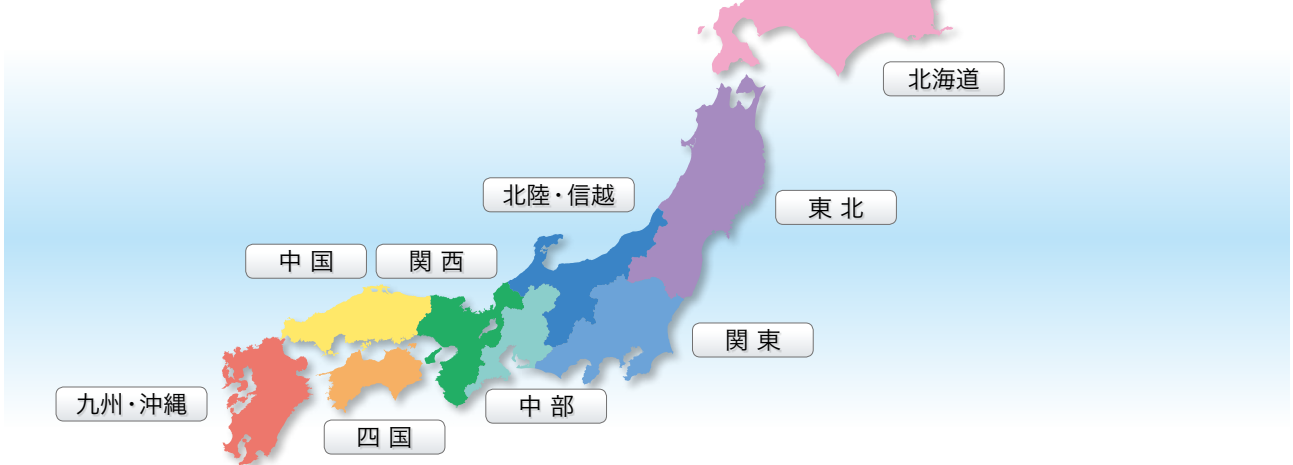 北海道
東北
北陸・信越
中国
関西
関東
九州・沖縄
中部
四国